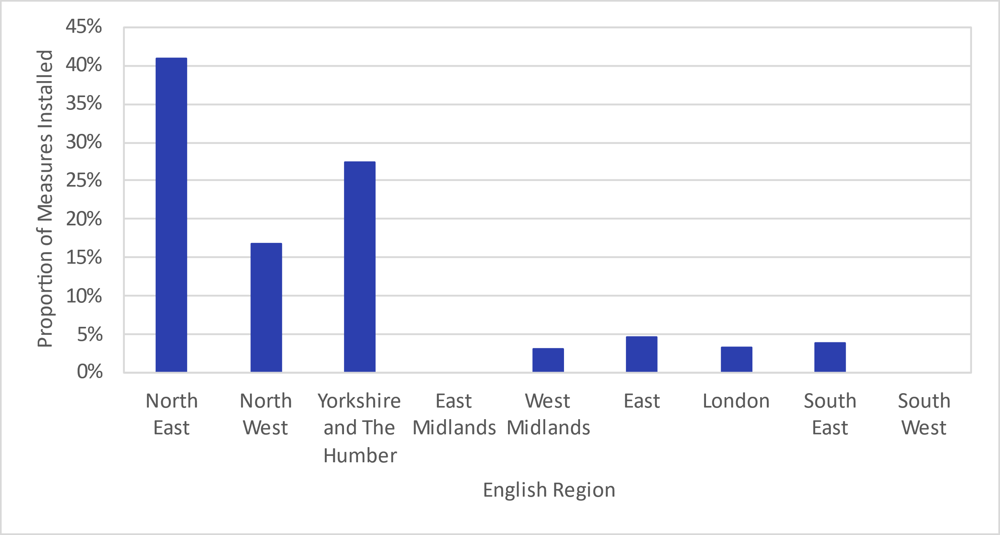 45%
40%
35%
30%
25%
20%
15%
10%
5%
0%
Proportion of Measures Installed
North
East
North
West
Yorkshire
and The
Humber
East
Midlands
West
Midlands
East
London
South
East
South
West
English Region